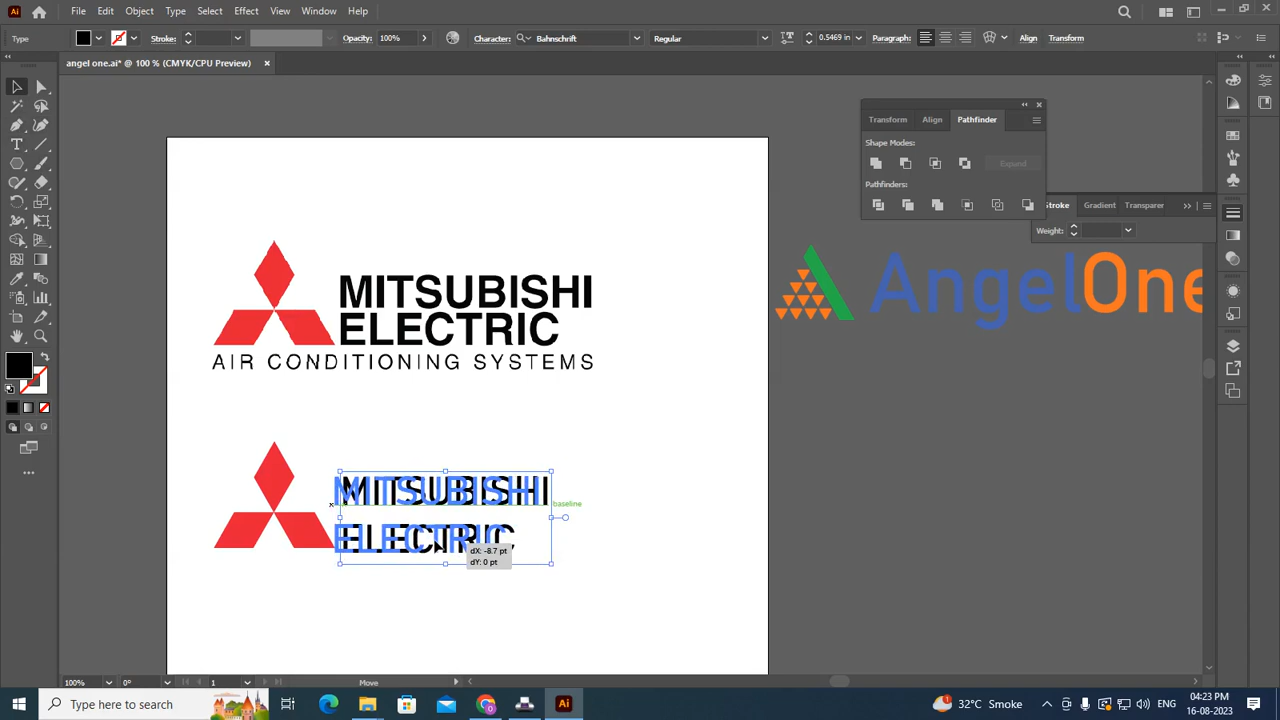 Ai File Edit Object Type Select Effect View Window Help
Type Stroke: Opacity: 100% Character: Bahnschrift Regular 0.5469 in Paragraph: Align Transform
angel one.ai* @ 100 % (CMYK/CPU Preview) ×
Transform Align Pathfinder
Shape Modes:
Expand
Pathfinders:
Stroke Gradient Transparer
Weight:
AngelOne
MITSUBISHI
ELECTRIC
AIR CONDITIONING SYSTEMS
MITSUBISHI
ELECTRIC
baseline
dX: -8.7 pt
dY: 0 pt
100% 0° 1 Move
Type here to search
Ai
32°C Smoke
ENG
04:23 PM
16-08-2023